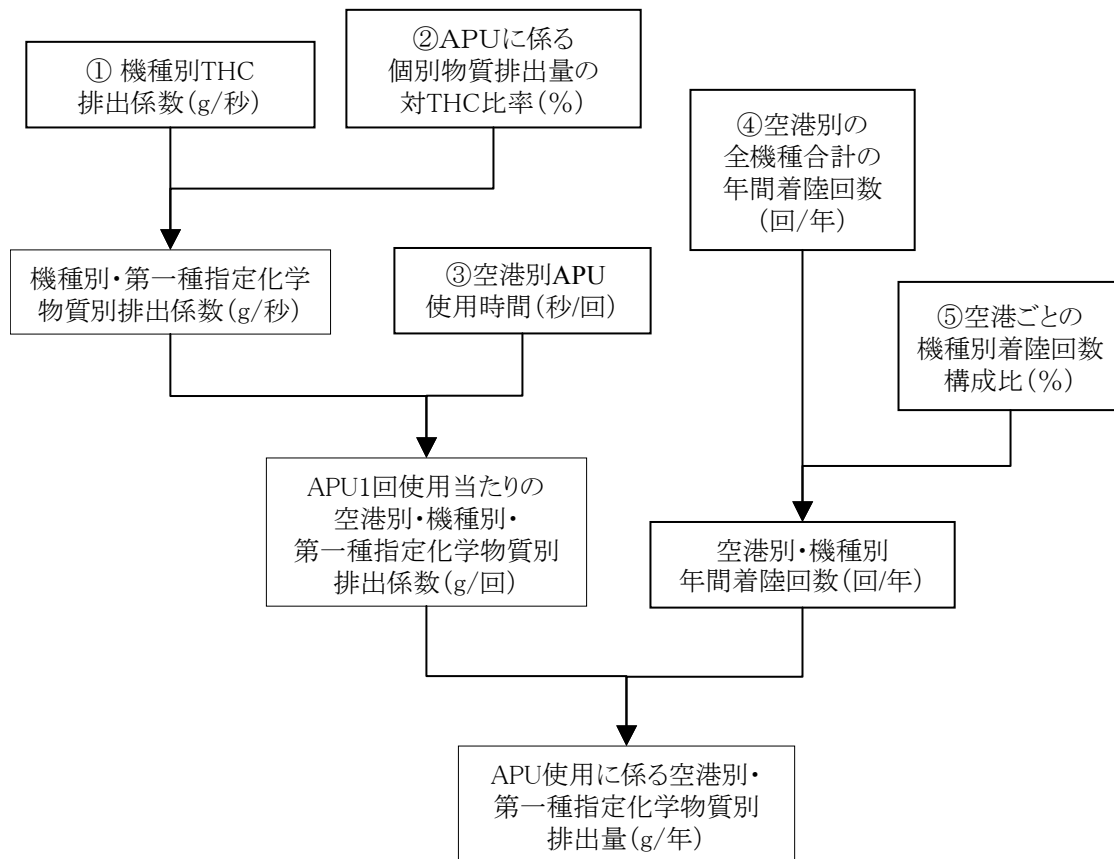 ① 機種別THC
排出係数(g/秒)
②APUに係る
個別物質排出量の
対THC比率(%)
④空港別の
全機種合計の
年間着陸回数
(回/年)
機種別・第一種指定化学
物質別排出係数(g/秒)
③空港別APU
使用時間(秒/回)
⑤空港ごとの
機種別着陸回数
構成比(%)
APU1回使用当たりの
空港別・機種別・
第一種指定化学物質別
排出係数(g/回)
空港別・機種別
年間着陸回数(回/年)
APU使用に係る空港別・
第一種指定化学物質別
排出量(g/年)